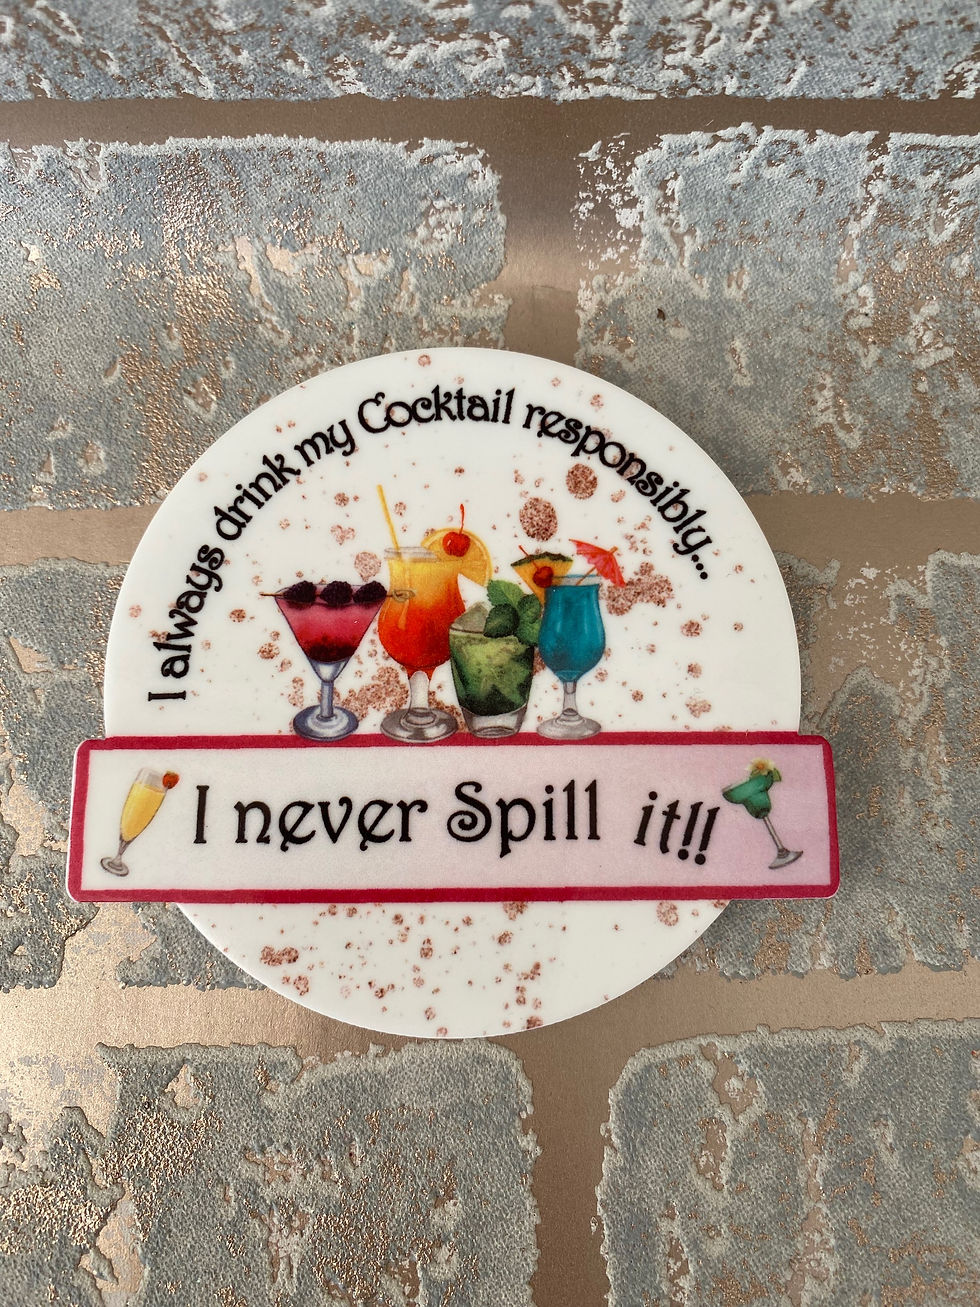 I always drink my Cocktail responsibly...
I never Spill it!!